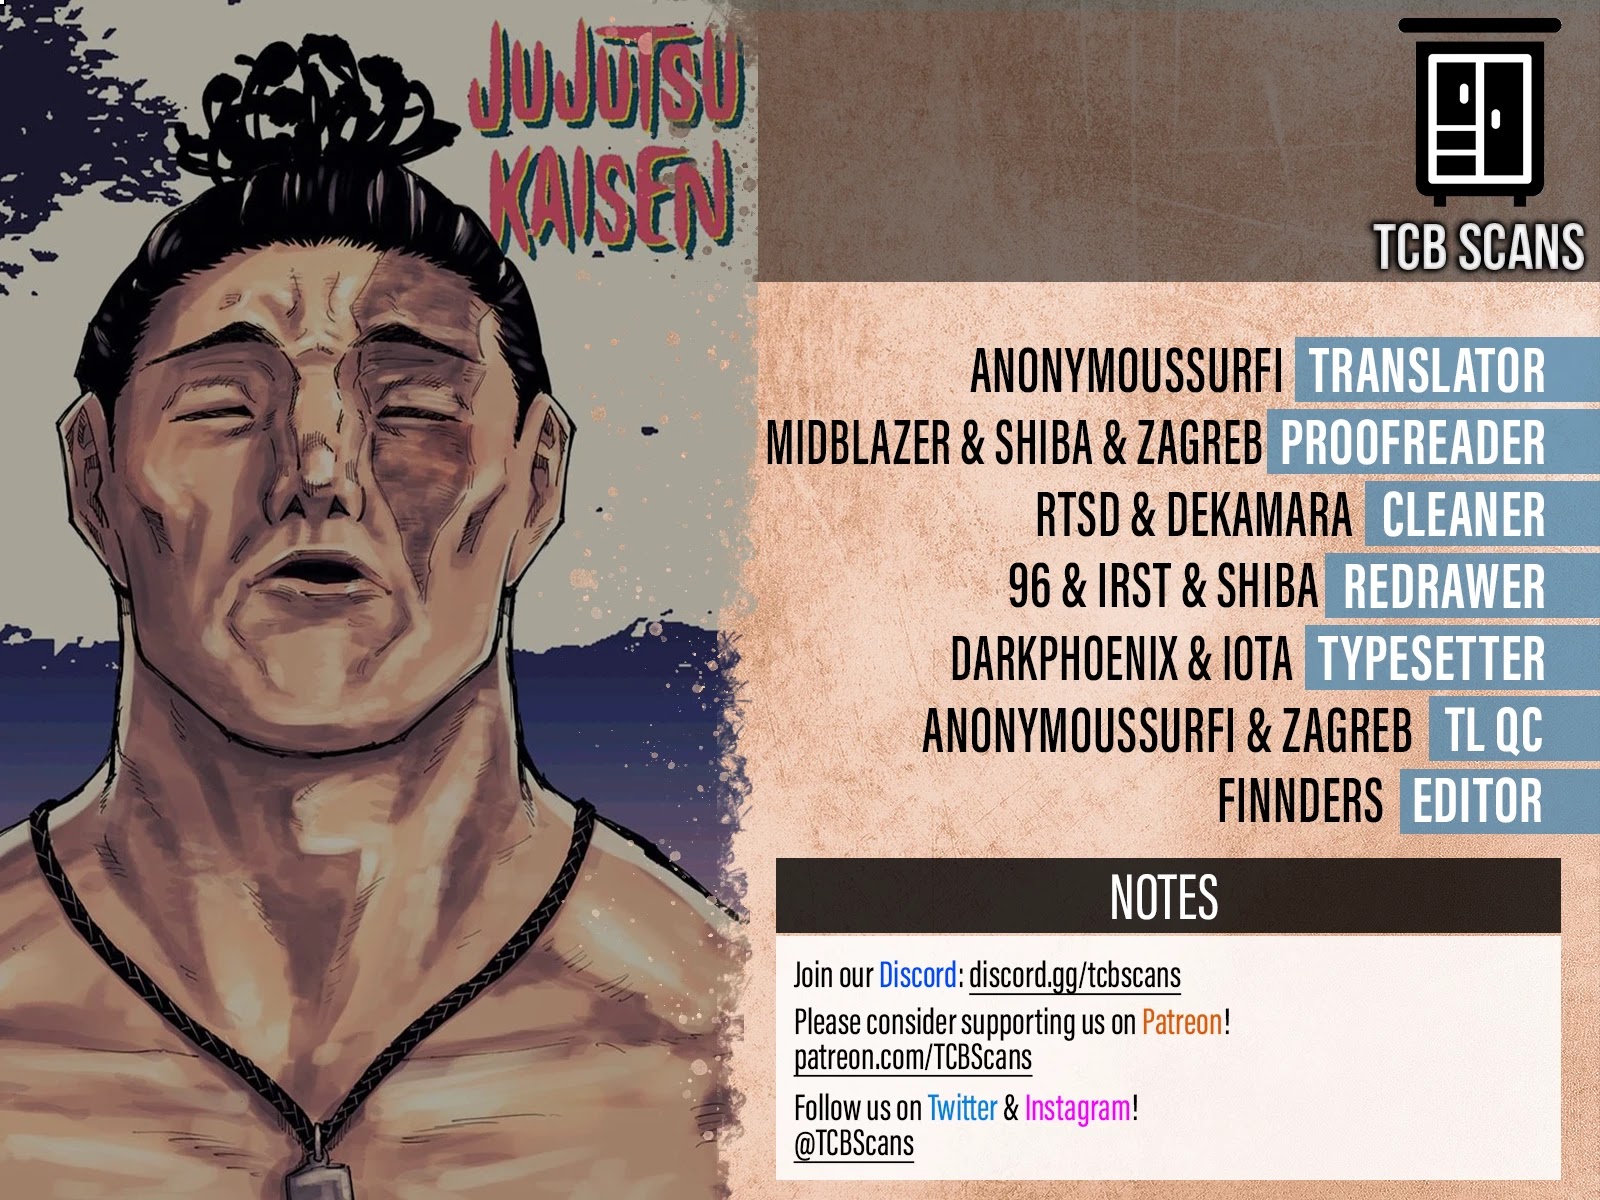 JUJUTSU
KAISEN
TCB SCANS
ANONYMOUSSURFI TRANSLATOR
MIDBLAZER & SHIBA & ZAGREB PROOFREADER
RTSD & DEKAMARA CLEANER
96 & IRST & SHIBA REDRAWER
DARKPHOENIX & IOTA TYPESETTER
ANONYMOUSSURFI & ZAGREB TL QC
FINNDERS EDITOR
NOTES
Join our Discord: discord.gg/tcbscans
Please consider supporting us on Patreon!
patreon.com/TCBScans
Follow us on Twitter & Instagram!
@TCBScans